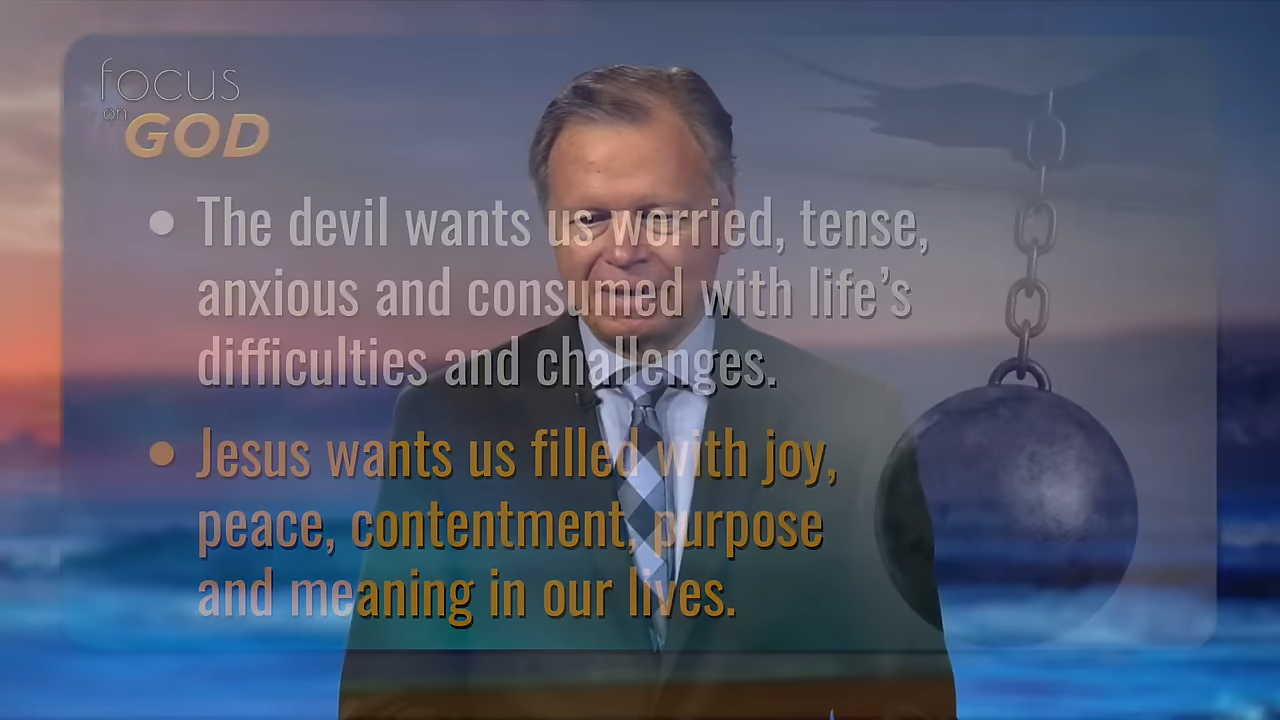 focus
on
GOD
• The devil wants us worried, tense,
anxious and consumed with life’s
difficulties and challenges.
• Jesus wants us filled with joy,
peace, contentment, purpose
and meaning in our lives.